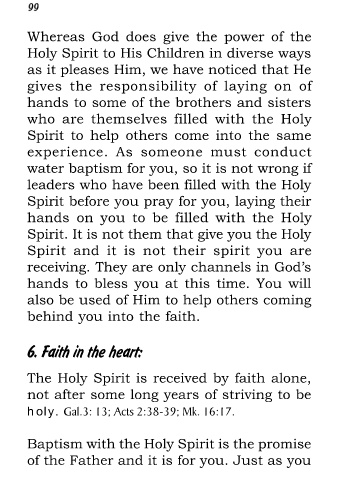 99
Whereas God does give the power of the
Holy Spirit to His Children in diverse ways
as it pleases Him, we have noticed that He
gives the responsibility of laying on of
hands to some of the brothers and sisters
who are themselves filled with the Holy
Spirit to help others come into the same
experience. As someone must conduct
water baptism for you, so it is not wrong if
leaders who have been filled with the Holy
Spirit before you pray for you, laying their
hands on you to be filled with the Holy
Spirit. It is not them that give you the Holy
Spirit and it is not their spirit you are
receiving. They are only channels in God's
hands to bless you at this time. You will
also be used of Him to help others coming
behind you into the faith.
6. Faith in the heart:
The Holy Spirit is received by faith alone,
not after some long years of striving to be
holy. Gal.3: 13; Acts 2:38-39; Mk. 16:17.
Baptism with the Holy Spirit is the promise
of the Father and it is for you. Just as you